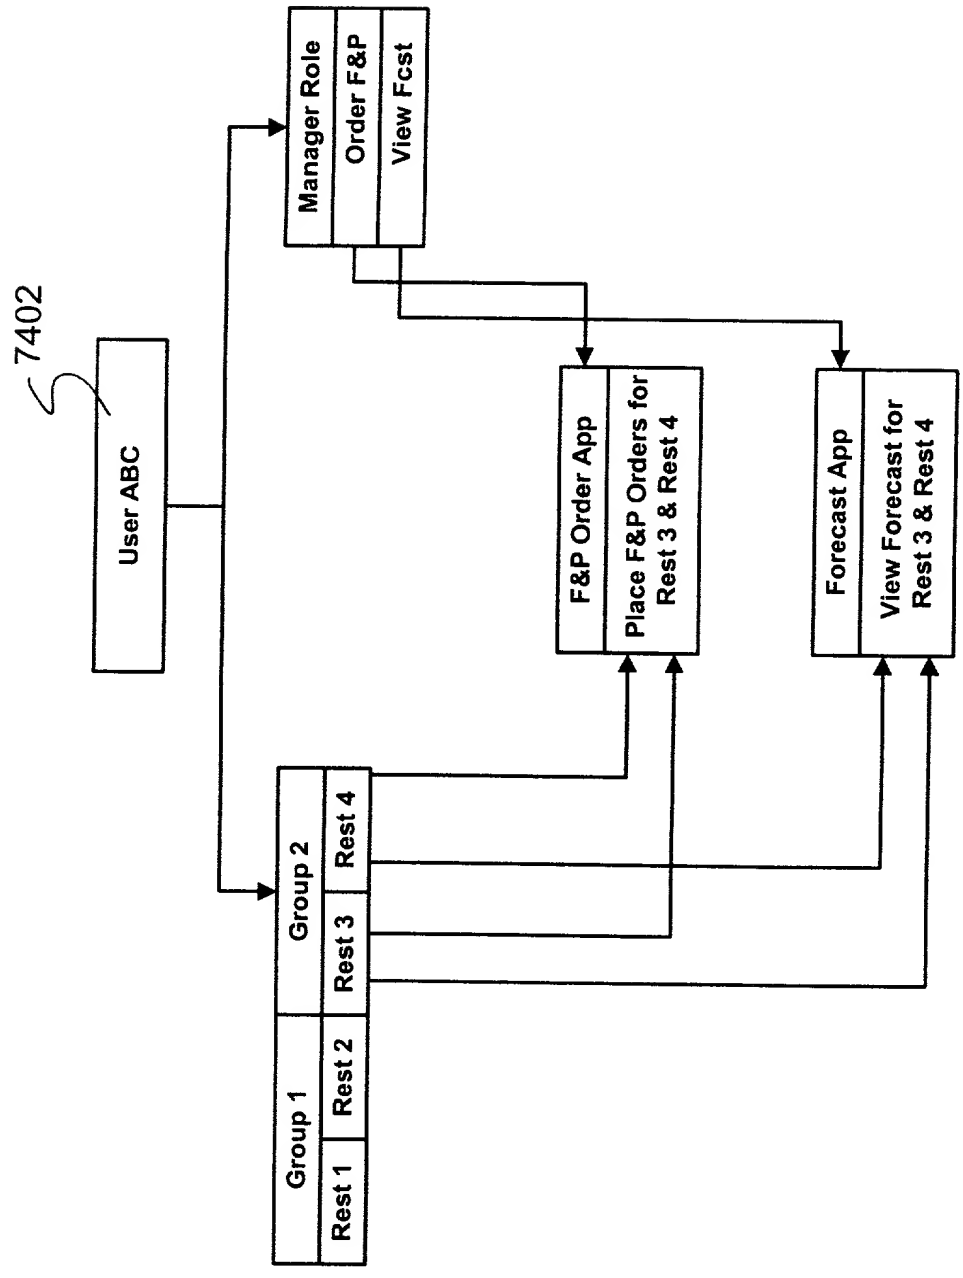 7402
User ABC
Group 1
Group 2
Rest 1
Rest 2
Rest 3
Rest 4
Manager Role
Order F&P
View Fcst
F&P Order App
Place F&P Orders for
Rest 3 & Rest 4
Forecast App
View Forecast for
Rest 3 & Rest 4